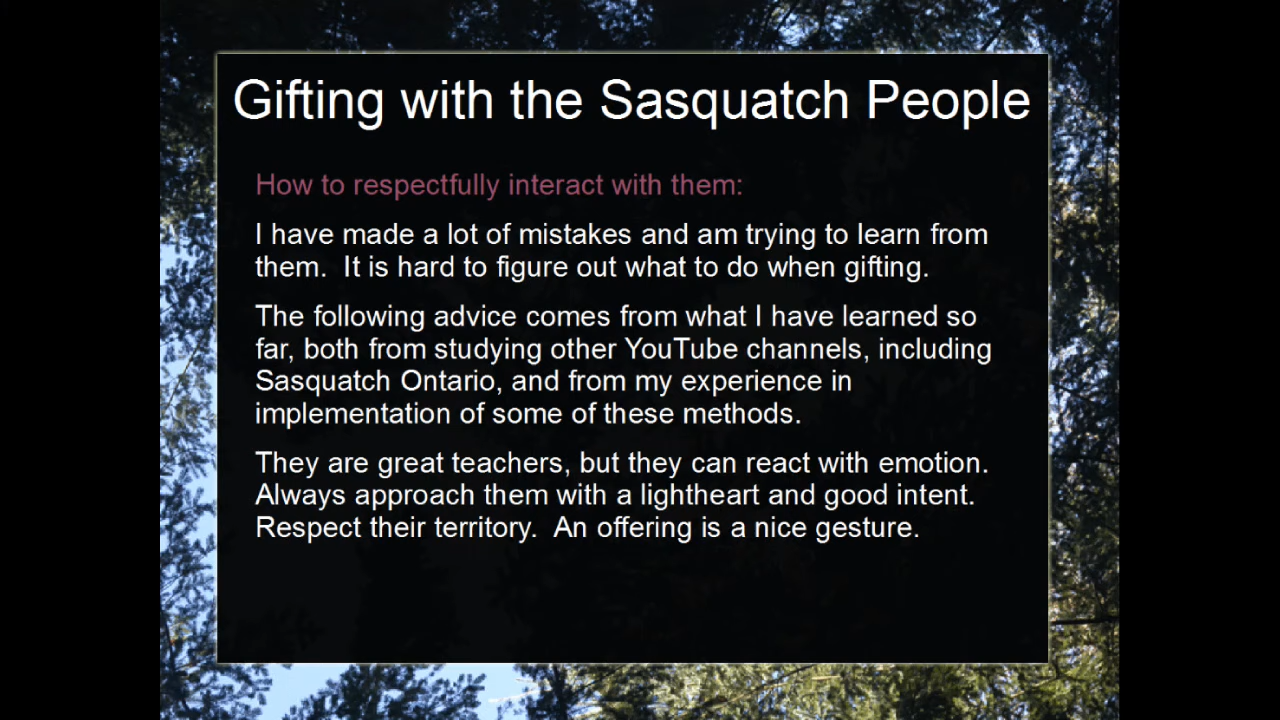 Gifting with the Sasquatch People
How to respectfully interact with them:
I have made a lot of mistakes and am trying to learn from
them.  It is hard to figure out what to do when gifting.
The following advice comes from what I have learned so
far, both from studying other YouTube channels, including
Sasquatch Ontario, and from my experience in
implementation of some of these methods.
They are great teachers, but they can react with emotion.
Always approach them with a lightheart and good intent.
Respect their territory.  An offering is a nice gesture.